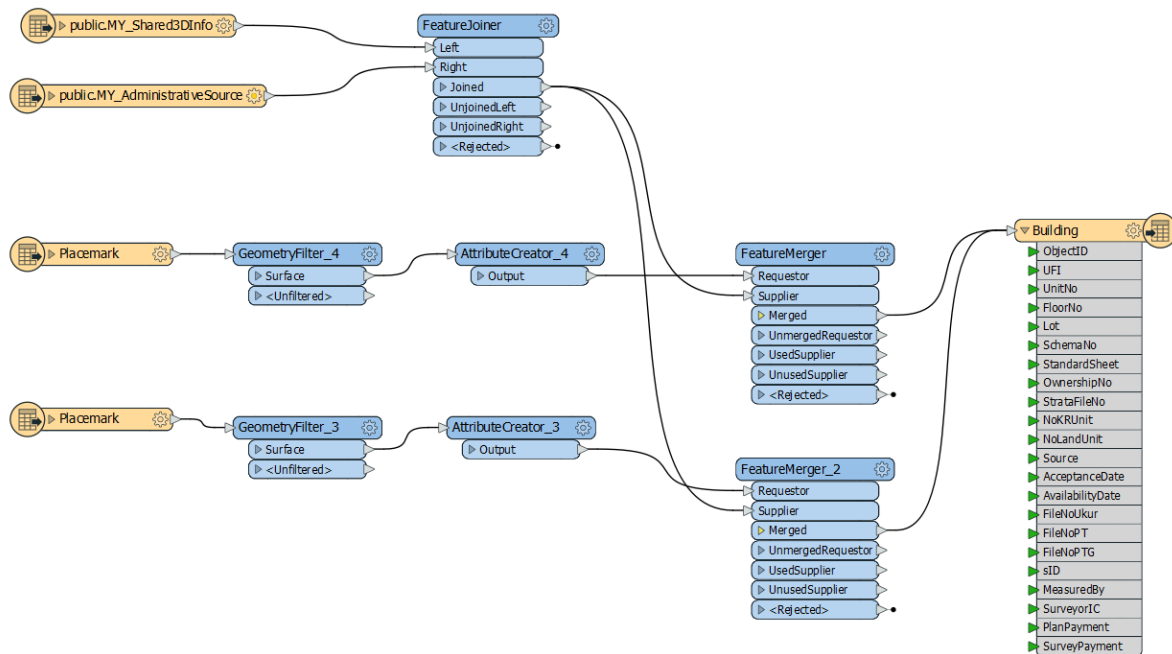 public.MY_Shared3DInfo
public.MY_AdministrativeSource
FeatureJoiner
Left
Right
Joined
UnjoinedLeft
UnjoinedRight
<Rejected>
Placemark
GeometryFilter_4
Surface
<Unfiltered>
AttributeCreator_4
Output
FeatureMerger
Requestor
Supplier
Merged
UnmergedRequestor
UsedSupplier
UnusedSupplier
<Rejected>
Placemark
GeometryFilter_3
Surface
<Unfiltered>
AttributeCreator_3
Output
FeatureMerger_2
Requestor
Supplier
Merged
UnmergedRequestor
UsedSupplier
UnusedSupplier
<Rejected>
Building
ObjectID
UFI
UnitNo
FloorNo
Lot
SchemaNo
StandardSheet
OwnershipNo
StrataFileNo
NoKRUnit
NoLandUnit
Source
AcceptanceDate
AvailabilityDate
FileNoUkur
FileNoPT
FileNoPTG
sID
MeasuredBy
SurveyorIC
PlanPayment
SurveyPayment